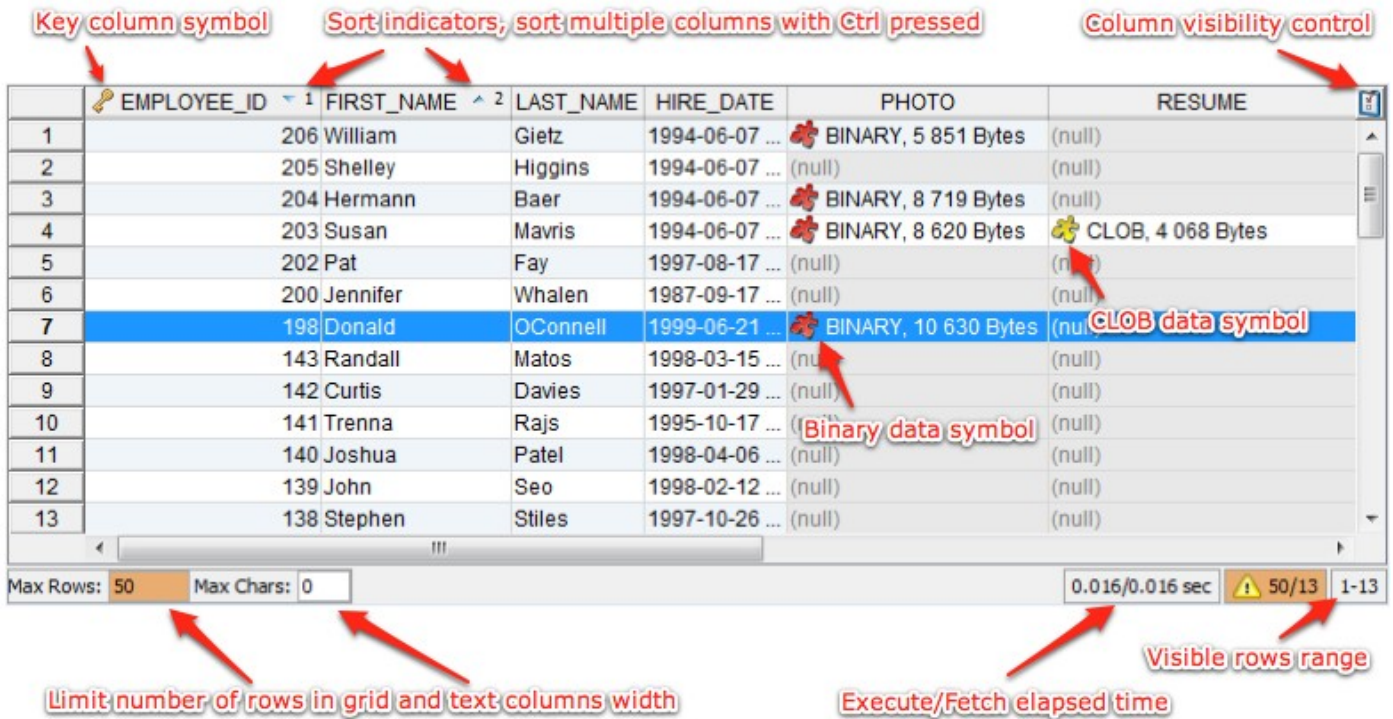 Key column symbol Sort indicators, sort multiple columns with Ctrl pressed Column visibility control
EMPLOYEE_ID 1 FIRST_NAME 2 LAST_NAME HIRE_DATE PHOTO RESUME
1 206 William Gietz 1994-06-07 ... BINARY, 5 851 Bytes (null)
2 205 Shelley Higgins 1994-06-07 ... (null) (null)
3 204 Hermann Baer 1994-06-07 ... BINARY, 8 719 Bytes (null)
4 203 Susan Mavris 1994-06-07 ... BINARY, 8 620 Bytes CLOB, 4 068 Bytes
5 202 Pat Fay 1997-08-17 ... (null)
6 200 Jennifer Whalen 1987-09-17 ... (null) (null)
7 198 Donald OConnell 1999-06-21 ... BINARY, 10 630 Bytes CLOB data symbol
8 143 Randall Matos 1998-03-15 ... (null)
9 142 Curtis Davies 1997-01-29 ... (null) (null)
10 141 Trenna Rajs 1995-10-17 ... Binary data symbol (null)
11 140 Joshua Patel 1998-04-06 ... (null) (null)
12 139 John Seo 1998-02-12 ... (null) (null)
13 138 Stephen Stiles 1997-10-26 ... (null) (null)
Max Rows: 50 Max Chars: 0 0.016/0.016 sec 50/13 1-13
Visible rows range
Limit number of rows in grid and text columns width Execute/Fetch elapsed time